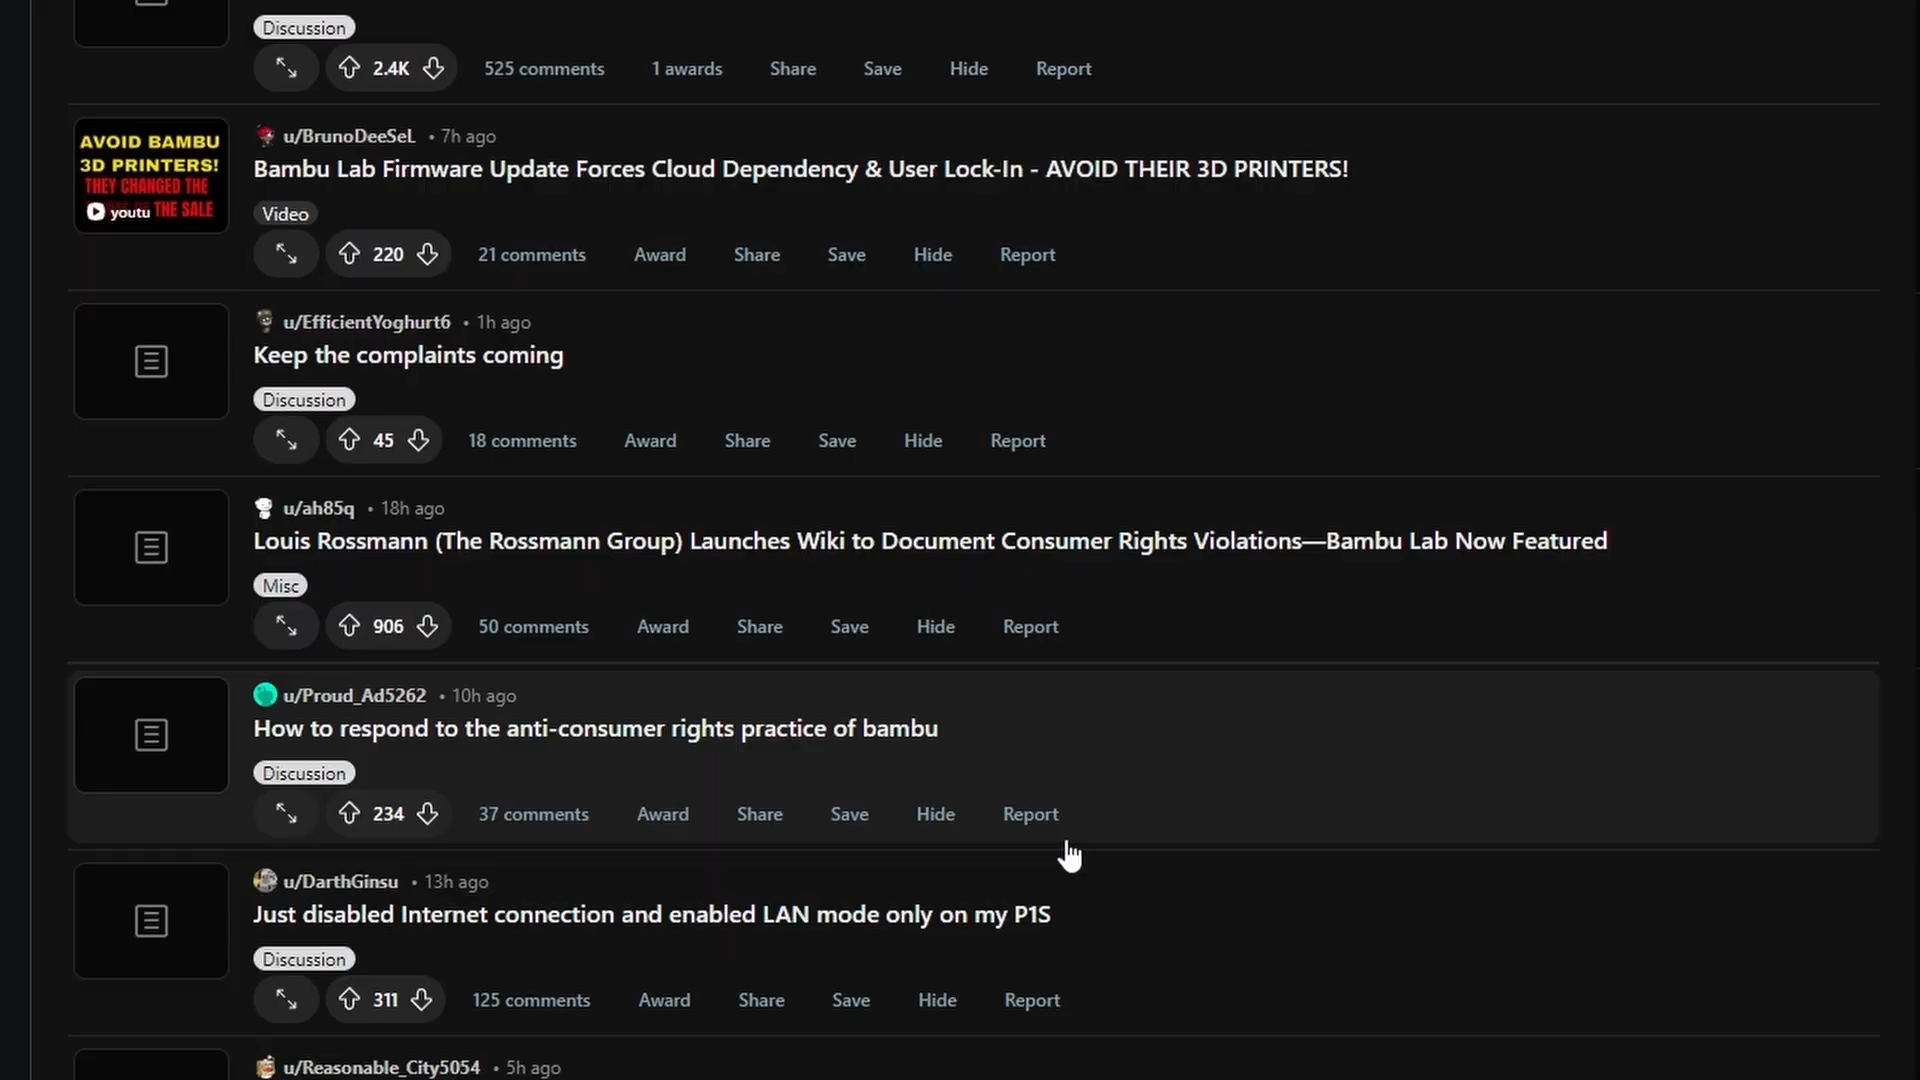 Discussion
2.4K 525 comments 1 awards Share Save Hide Report
AVOID BAMBU
3D PRINTERS!
THEY CHANGED THE
youtu THE SALE
u/BrunoDeeSeL • 7h ago
Bambu Lab Firmware Update Forces Cloud Dependency & User Lock-In - AVOID THEIR 3D PRINTERS!
Video
220 21 comments Award Share Save Hide Report
u/EfficientYoghurt6 • 1h ago
Keep the complaints coming
Discussion
45 18 comments Award Share Save Hide Report
u/ah85q • 18h ago
Louis Rossmann (The Rossmann Group) Launches Wiki to Document Consumer Rights Violations—Bambu Lab Now Featured
Misc
906 50 comments Award Share Save Hide Report
u/Proud_Ad5262 • 10h ago
How to respond to the anti-consumer rights practice of bambu
Discussion
234 37 comments Award Share Save Hide Report
u/DarthGinsu • 13h ago
Just disabled Internet connection and enabled LAN mode only on my P1S
Discussion
311 125 comments Award Share Save Hide Report
u/Reasonable_City5054 • 5h ago